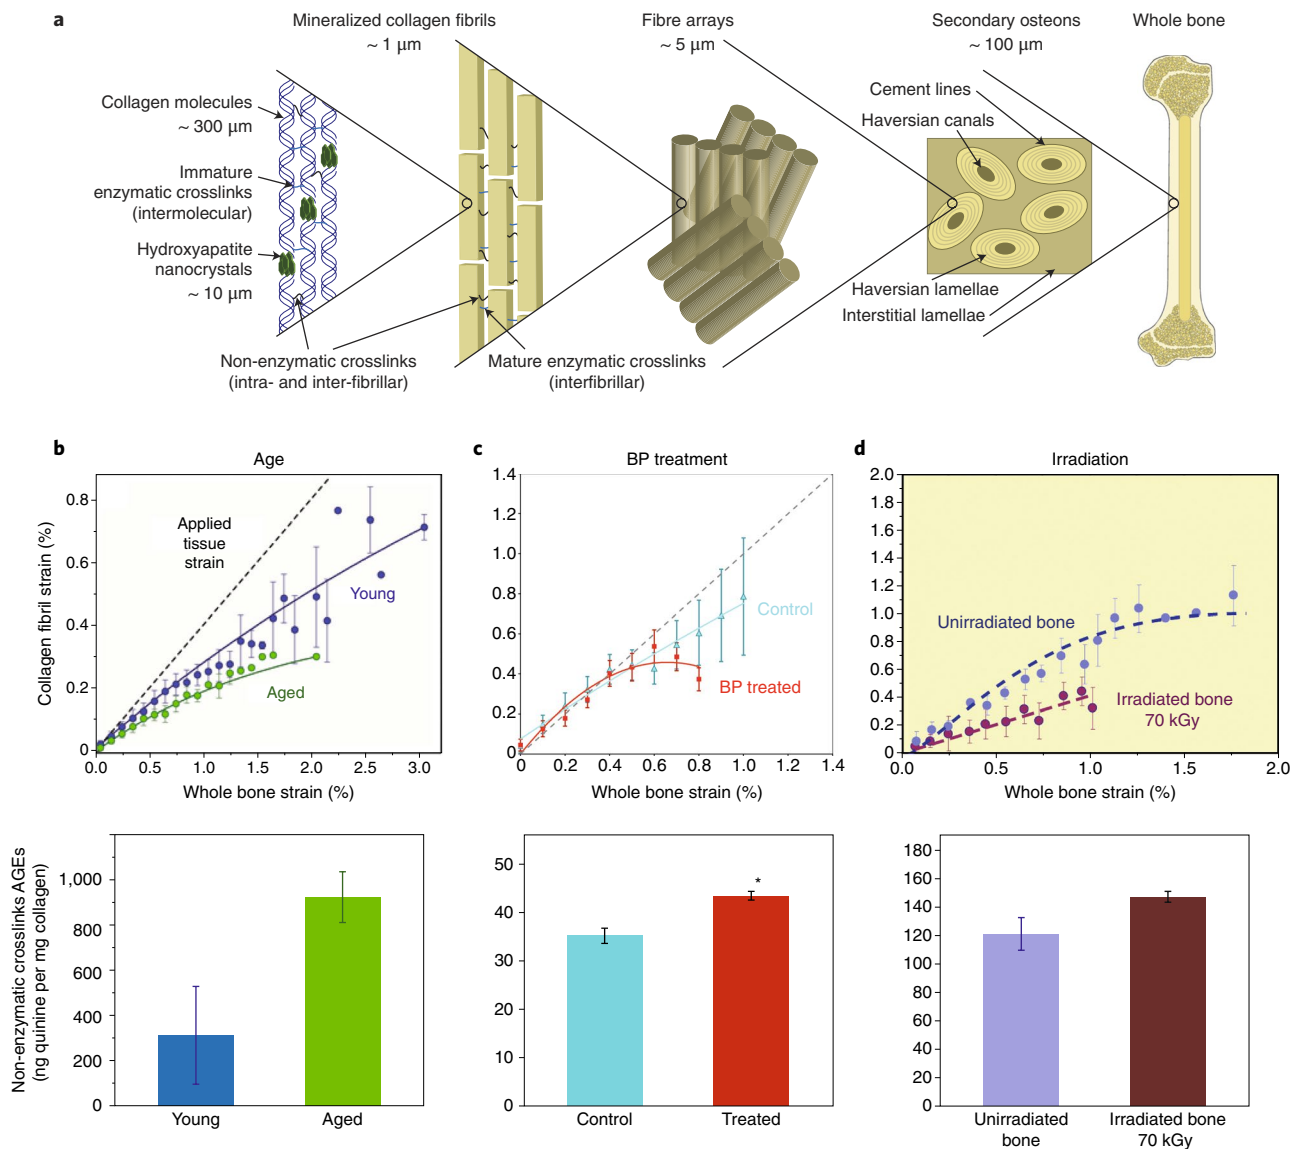 a
Mineralized collagen fibrils
~ 1 μm
Fibre arrays
~ 5 μm
Secondary osteons
~ 100 μm
Whole bone
Collagen molecules
~ 300 μm
Immature
enzymatic crosslinks
(intermolecular)
Hydroxyapatite
nanocrystals
~ 10 μm
Cement lines
Haversian canals
Haversian lamellae
Interstitial lamellae
Non-enzymatic crosslinks
(intra- and inter-fibrillar)
Mature enzymatic crosslinks
(interfibrillar)
b
Age
Collagen fibril strain (%)
0.8
0.6
0.4
0.2
0
0.0 0.5 1.0 1.5 2.0 2.5 3.0
Whole bone strain (%)
Applied
tissue
strain
Young
Aged
c
BP treatment
1.4
1.2
1.0
0.8
0.6
0.4
0.2
0
0 0.2 0.4 0.6 0.8 1.0 1.2 1.4
Whole bone strain (%)
Control
BP treated
d
Irradiation
2.0
1.8
1.6
1.4
1.2
1.0
0.8
0.6
0.4
0.2
0
0.0 0.5 1.0 1.5 2.0
Whole bone strain (%)
Unirradiated bone
Irradiated bone
70 kGy
Non-enzymatic crosslinks AGEs
(ng quinine per mg collagen)
1,000
800
600
400
200
0
Young Aged
50
40
30
20
10
0
*
Control Treated
180
160
140
120
100
80
60
40
20
0
Unirradiated
bone
Irradiated bone
70 kGy